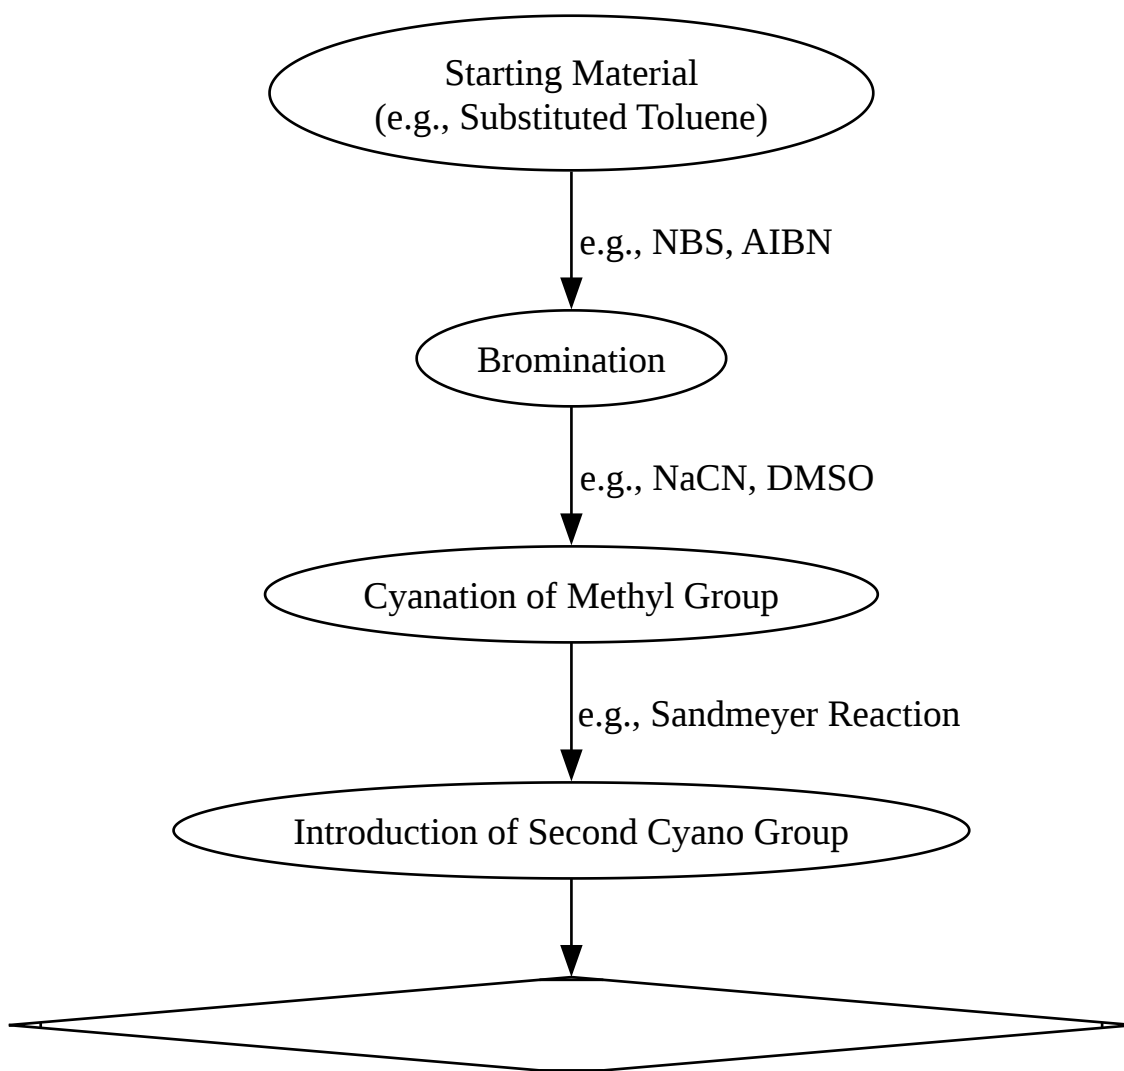 Starting Material
(e.g., Substituted Toluene)
e.g., NBS, AIBN
Bromination
e.g., NaCN, DMSO
Cyanation of Methyl Group
e.g., Sandmeyer Reaction
Introduction of Second Cyano Group